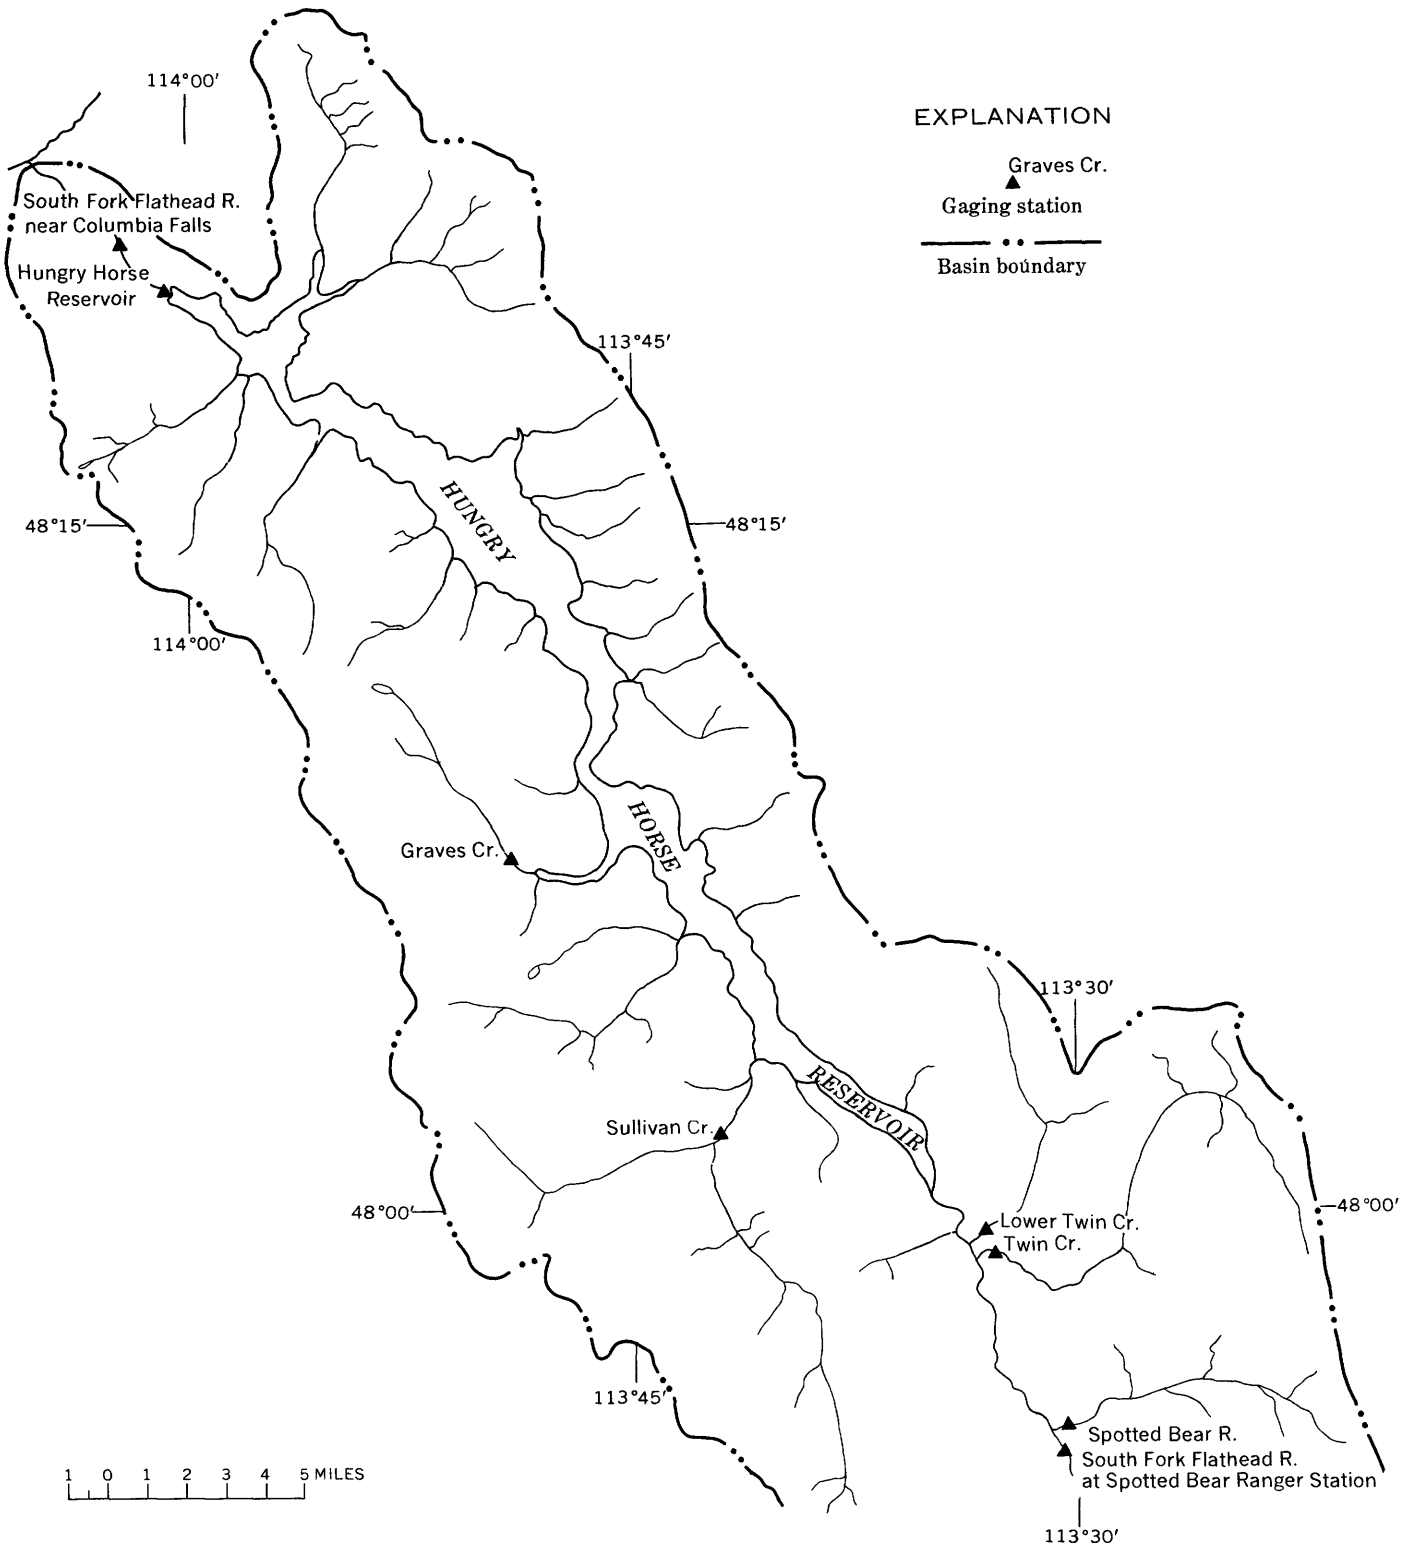 114°00′
EXPLANATION
Graves Cr.
Gaging station
Basin boundary
South Fork Flathead R.
near Columbia Falls
Hungry Horse
Reservoir
113°45′
HUNGRY
48°15′
48°15′
114°00′
HORSE
Graves Cr.
113°30′
RESERVOIR
Sullivan Cr.
48°00′
48°00′
Lower Twin Cr.
Twin Cr.
113°45′
Spotted Bear R.
South Fork Flathead R.
at Spotted Bear Ranger Station
1 0 1 2 3 4 5 MILES
113°30′